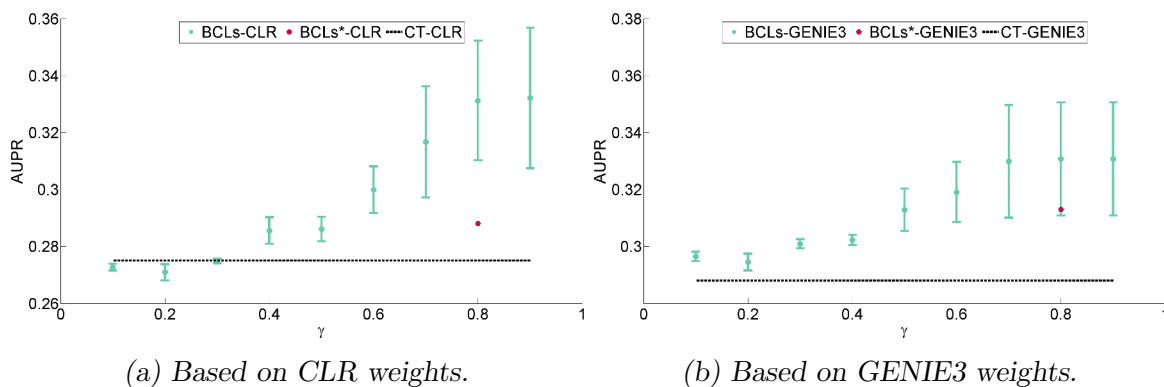 0.36
BCLs-CLR BCLs*-CLR CT-CLR
0.34
0.32
AUPR
0.3
0.28
0.26
0 0.2 0.4 0.6 0.8 1
γ
(a) Based on CLR weights.
0.38
BCLs-GENIE3 BCLs*-GENIE3 CT-GENIE3
0.36
0.34
AUPR
0.32
0.3
0 0.2 0.4 0.6 0.8 1
γ
(b) Based on GENIE3 weights.